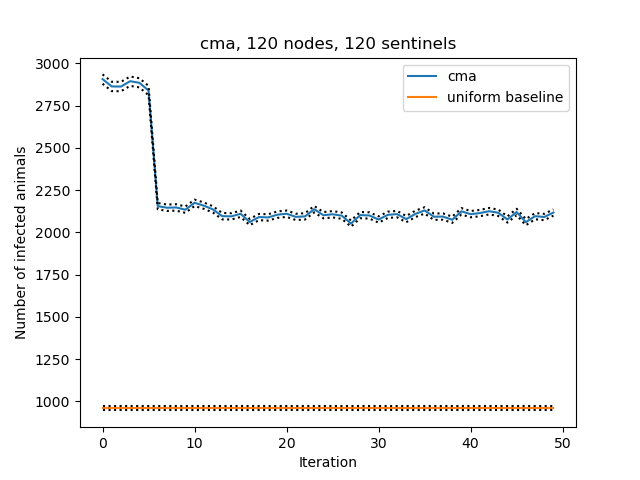 cma, 120 nodes, 120 sentinels
cma
uniform baseline
Number of infected animals
3000
2750
2500
2250
2000
1750
1500
1250
1000
0 10 20 30 40 50
Iteration